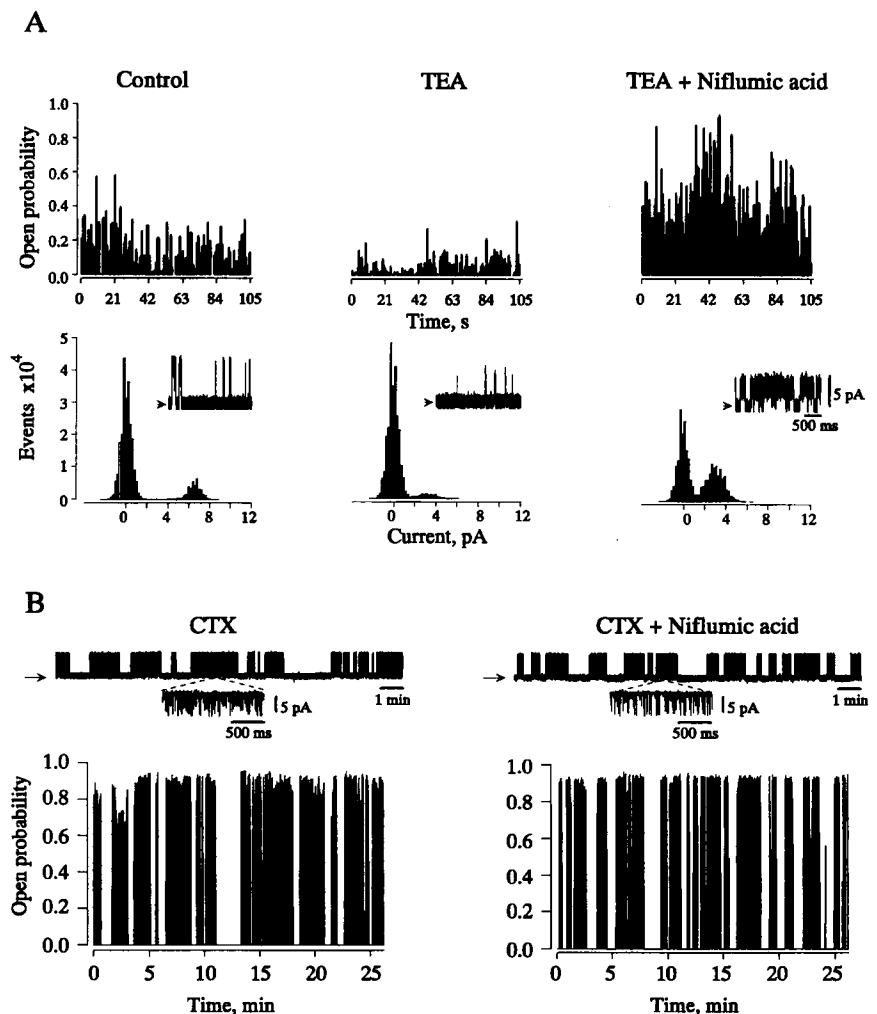 A
Control
TEA
TEA + Niflumic acid
Open probability
1.0
0.8
0.6
0.4
0.2
0.0
0 21 42 63 84 105
0 21 42 63 84 105
0 21 42 63 84 105
Time, s
Events x10⁴
5
4
3
2
1
0
5 pA
500 ms
0 4 8 12
0 4 8 12
0 4 8 12
Current, pA
B
CTX
CTX + Niflumic acid
1 min
5 pA
500 ms
1 min
5 pA
500 ms
Open probability
1.0
0.8
0.6
0.4
0.2
0.0
0 5 10 15 20 25
Time, min
1.0
0.8
0.6
0.4
0.2
0.0
0 5 10 15 20 25
Time, min